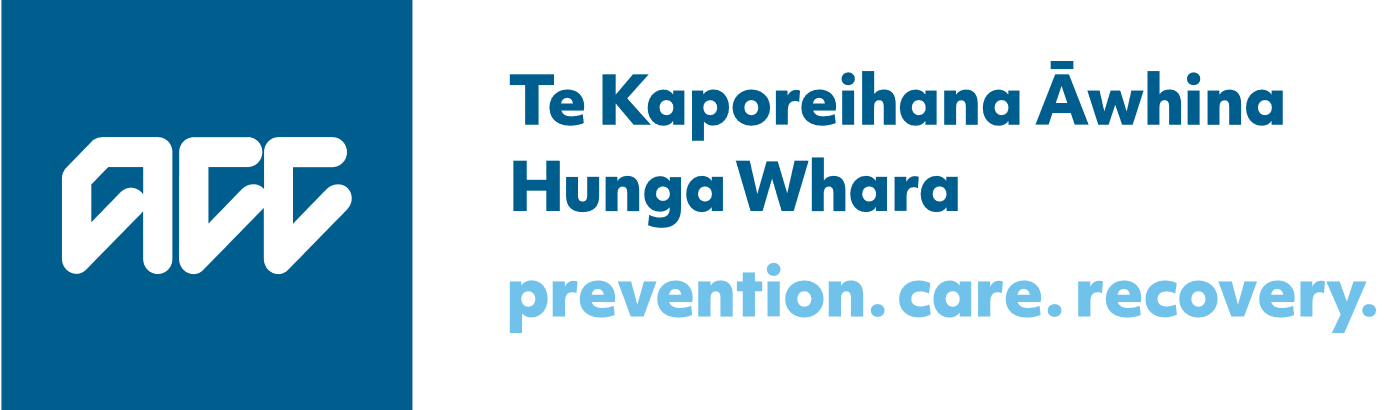 acc
Te Kaporeihana Āwhina
Hunga Whara
prevention. care. recovery.